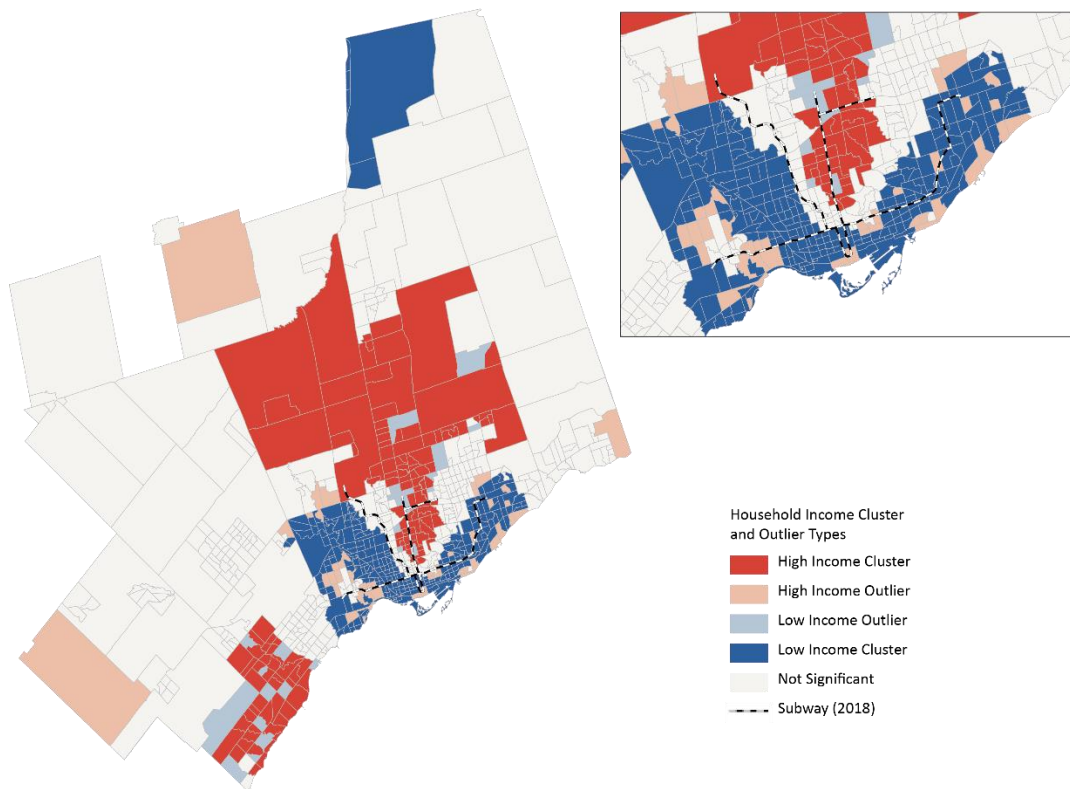 Household Income Cluster
and Outlier Types
High Income Cluster
High Income Outlier
Low Income Outlier
Low Income Cluster
Not Significant
Subway (2018)